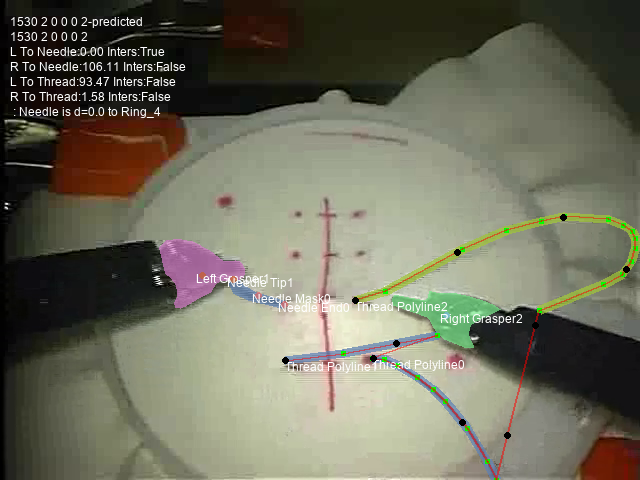 1530 2 0 0 0 2-predicted
1530 2 0 0 0 2
L To Needle:0.00 Inters:True
R To Needle:106.11 Inters:False
L To Thread:93.47 Inters:False
R To Thread:1.58 Inters:False
: Needle is d=0.0 to Ring_4
Left Grasper1
Needle Tip1
Needle Mask0
Needle End0
Thread Polyline2
Right Grasper2
Thread Polyline
Thread Polyline0